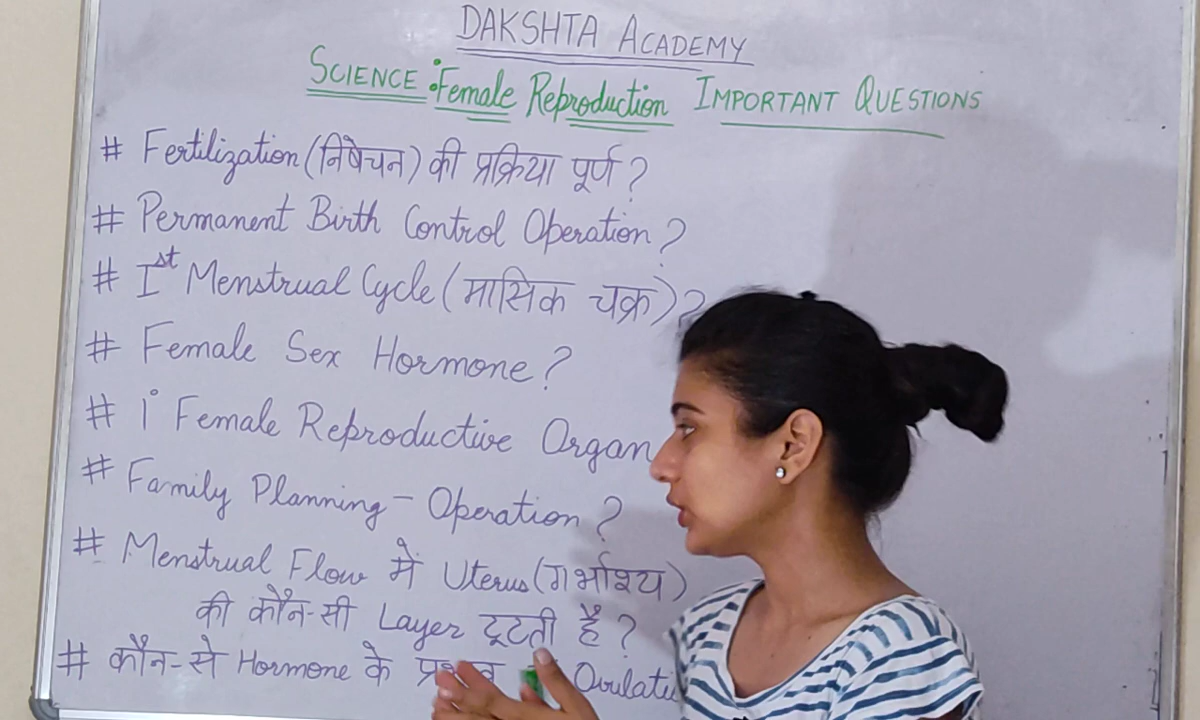 DAKSHTA ACADEMY
SCIENCE : Female Reproduction IMPORTANT QUESTIONS
# Fertilization (निषेचन) की प्रक्रिया पूर्ण ?
# Permanent Birth Control Operation ?
# Ist Menstrual Cycle (मासिक चक्र) ?
# Female Sex Hormone ?
# 1° Female Reproductive Organ
# Family Planning - Operation ?
# Menstrual Flow में Uterus (गर्भाश्य)
की कौन-सी Layer टूटती है ?
# कौन-से Hormone के